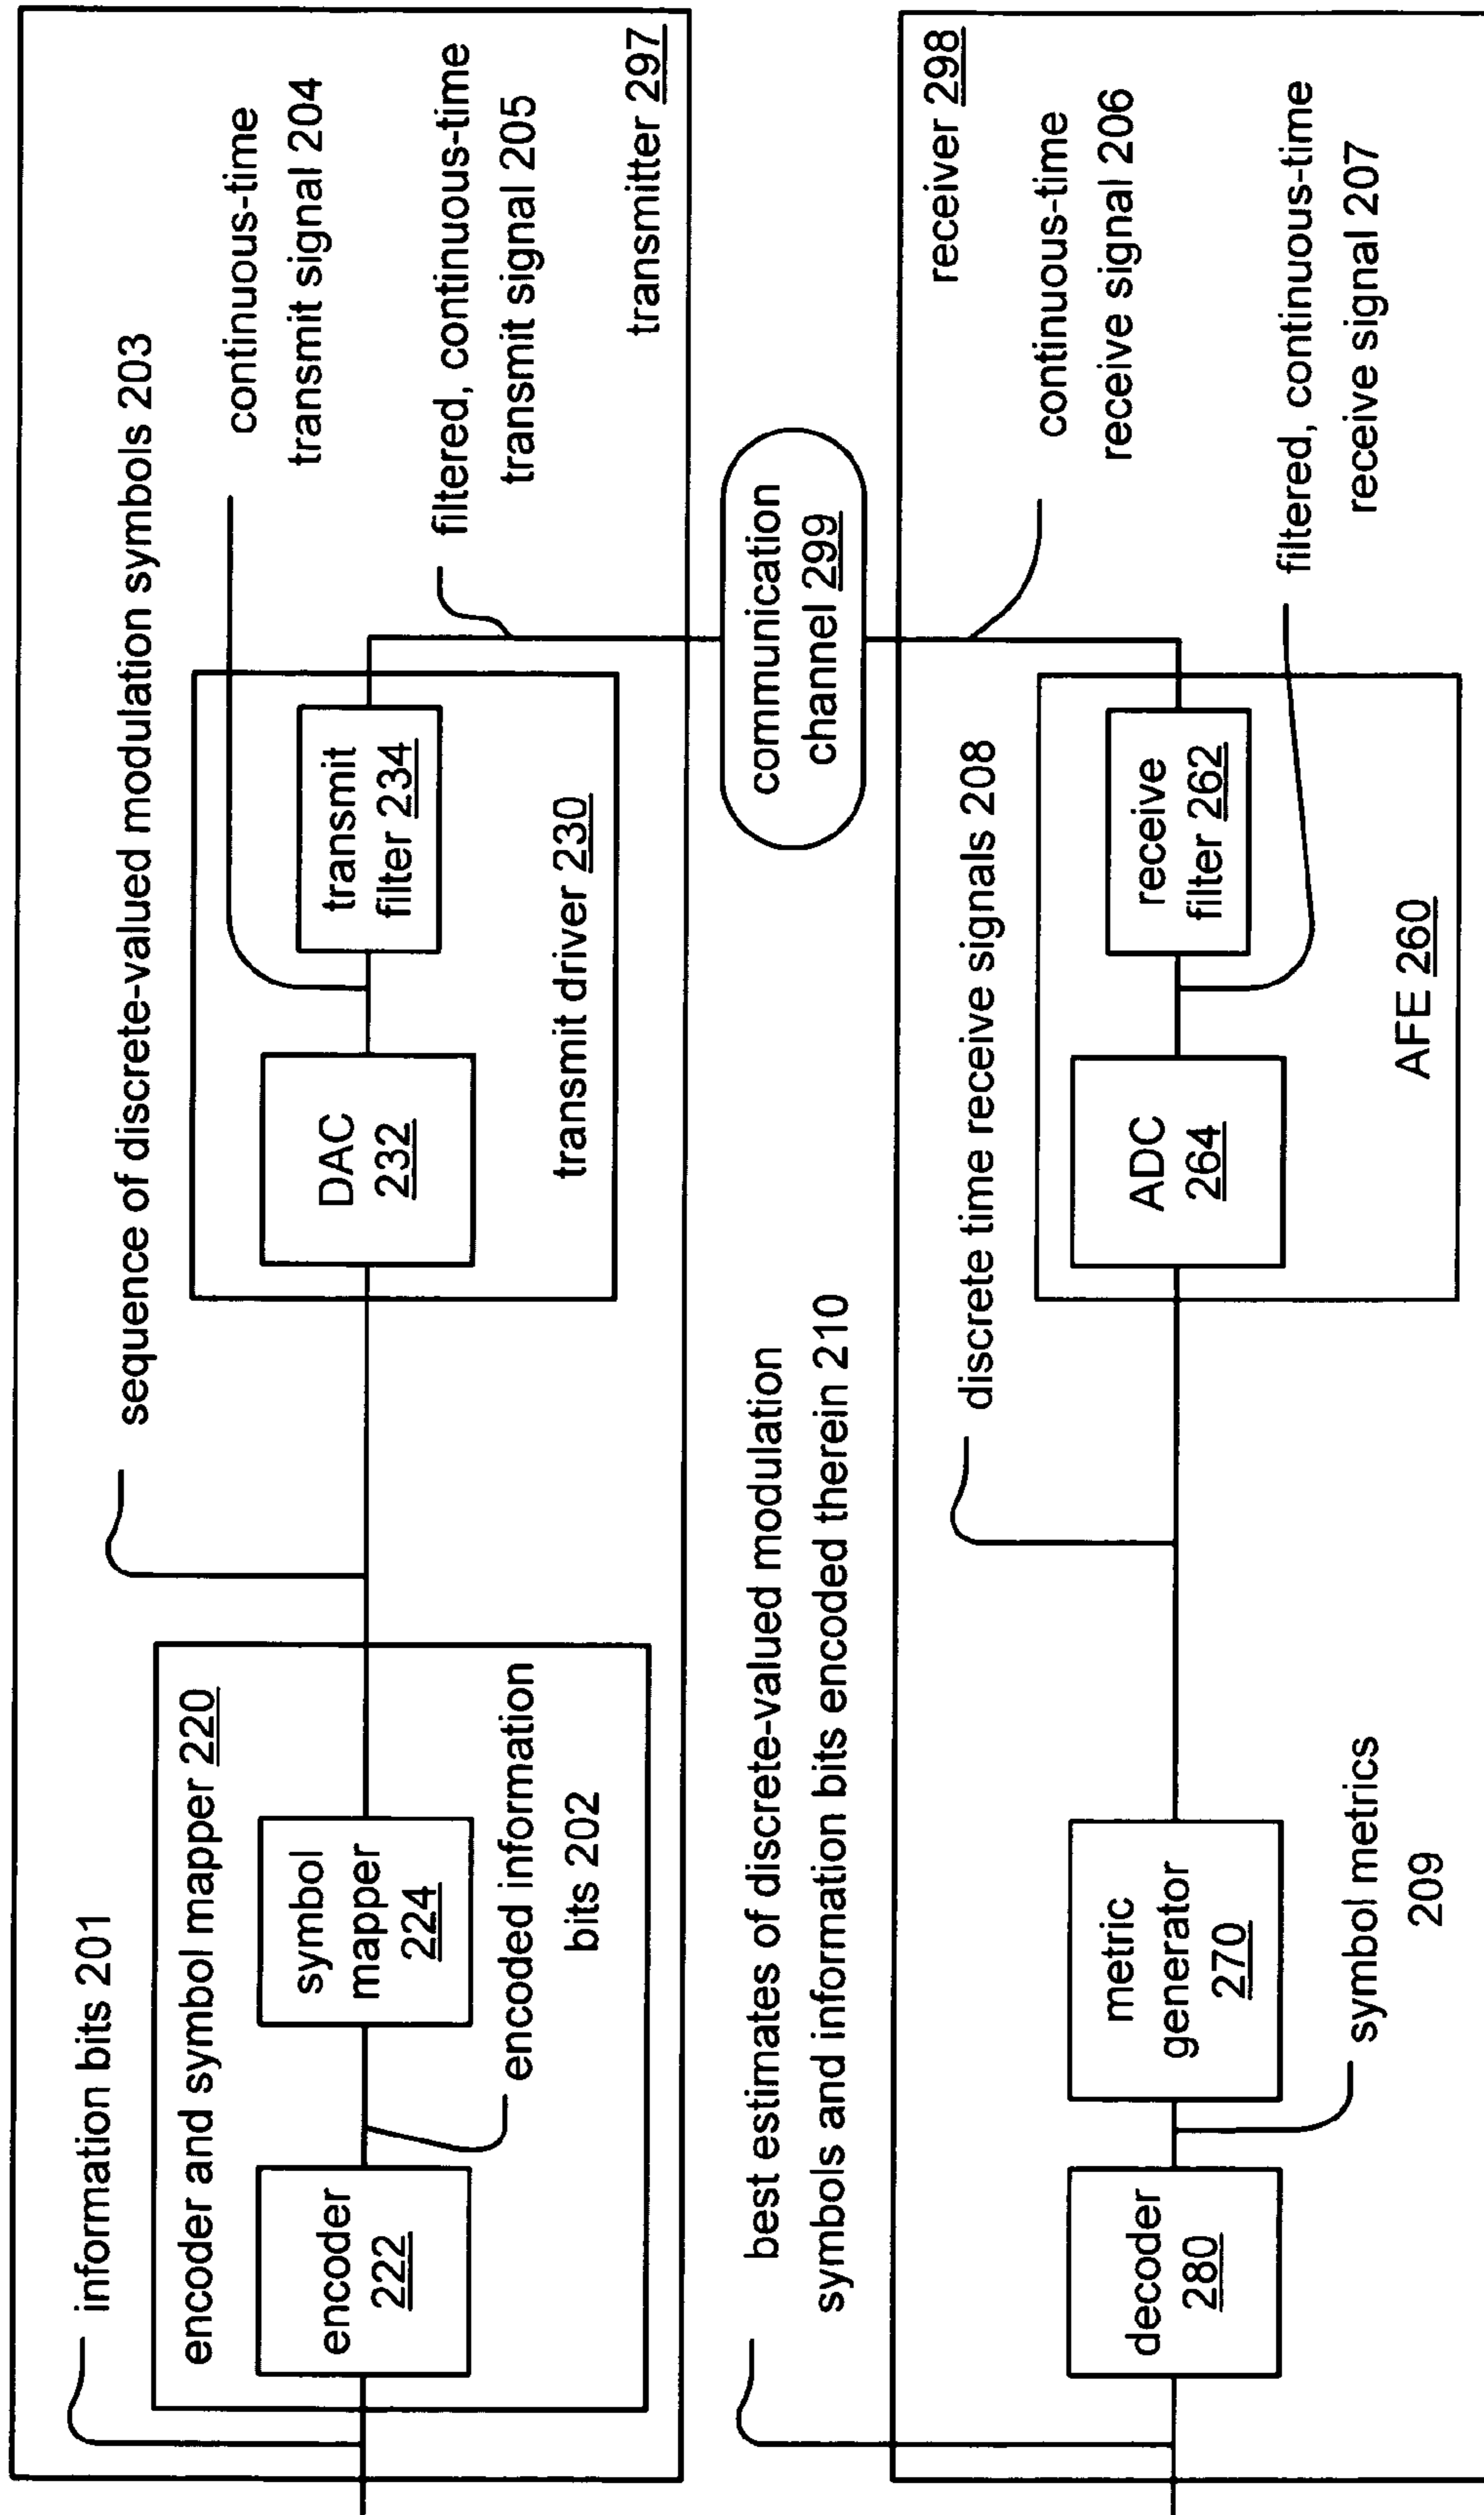 information bits 201
encoder and symbol mapper 220
encoder
222
symbol
mapper
224
encoded information
bits 202
sequence of discrete-valued modulation symbols 203
DAC
232
transmit
filter 234
transmit driver 230
continuous-time
transmit signal 204
filtered, continuous-time
transmit signal 205
transmitter 297
communication
channel 299
best estimates of discrete-valued modulation
symbols and information bits encoded therein 210
decoder
280
metric
generator
270
symbol metrics
209
discrete time receive signals 208
ADC
264
receive
filter 262
AFE 260
receiver 298
continuous-time
receive signal 206
filtered, continuous-time
receive signal 207